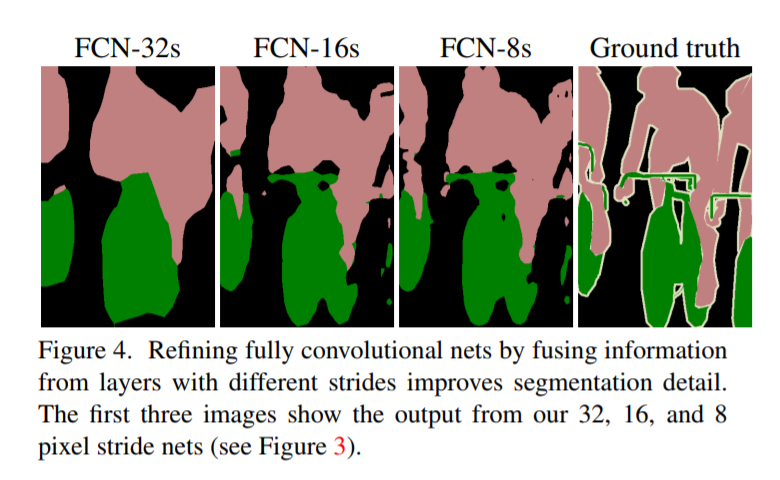 FCN-32s FCN-16s FCN-8s Ground truth
Figure 4. Refining fully convolutional nets by fusing information
from layers with different strides improves segmentation detail.
The first three images show the output from our 32, 16, and 8
pixel stride nets (see Figure 3).